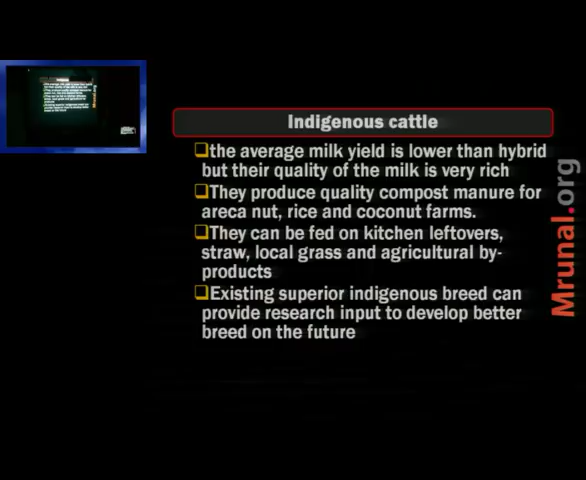 Indigenous cattle
❑the average milk yield is lower than hybrid
but their quality of the milk is very rich
❑They produce quality compost manure for
areca nut, rice and coconut farms.
❑They can be fed on kitchen leftovers,
straw, local grass and agricultural by-
products
❑Existing superior indigenous breed can
provide research input to develop better
breed on the future
Mrunal.org